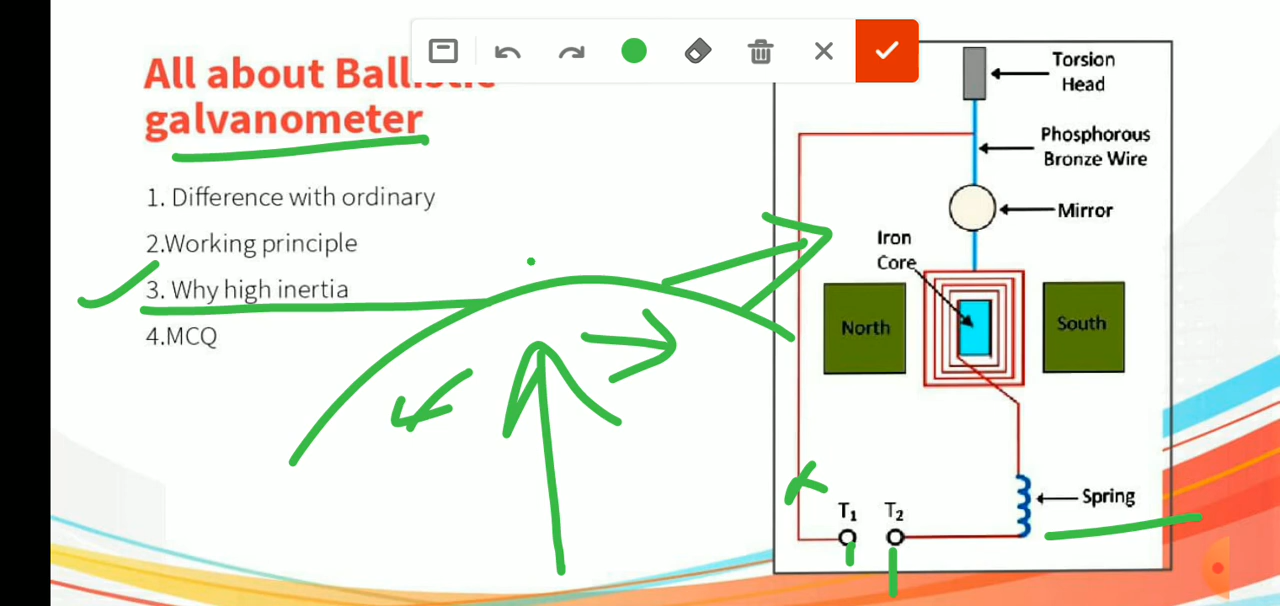 All about
galvanometer
1. Difference with ordinary
2.Working principle
3. Why high inertia
4.MCQ
Torsion
Head
Phosphorous
Bronze Wire
Mirror
Iron
Core
North
South
Spring
T1
T2